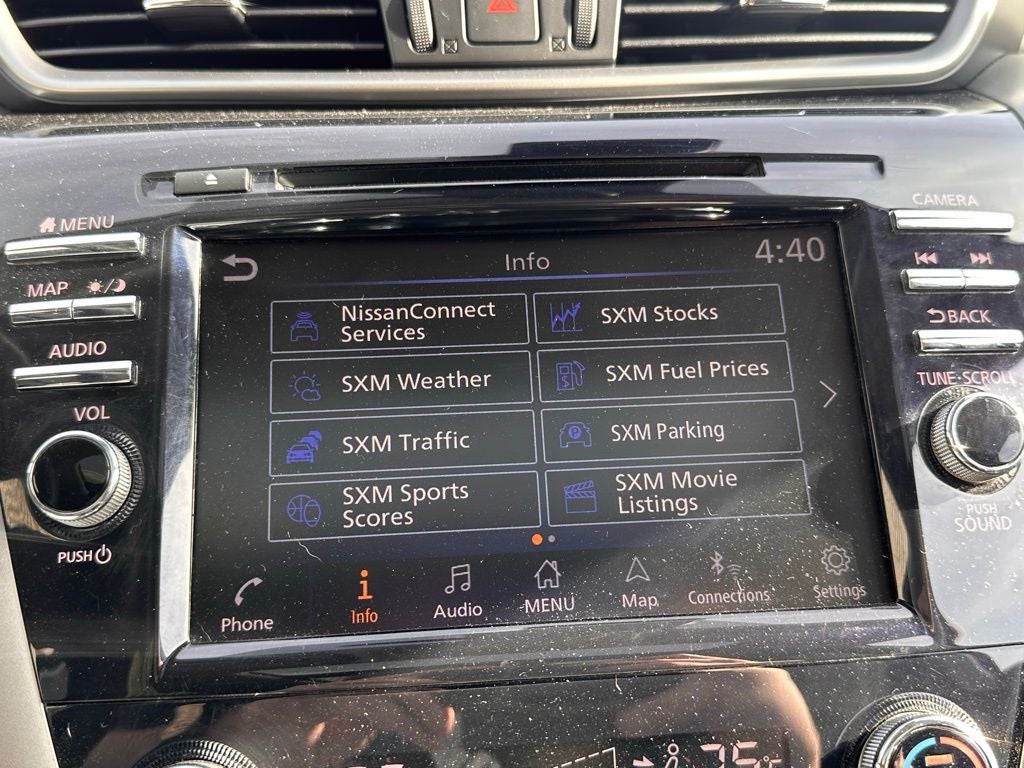 MENU
CAMERA
MAP
AUDIO
BACK
VOL
TUNE·SCROLL
PUSH
PUSH
SOUND
Info
4:40
NissanConnect
Services
SXM Stocks
SXM Weather
SXM Fuel Prices
SXM Traffic
SXM Parking
SXM Sports
Scores
SXM Movie
Listings
Phone
Info
Audio
MENU
Map
Connections
Settings
75°F